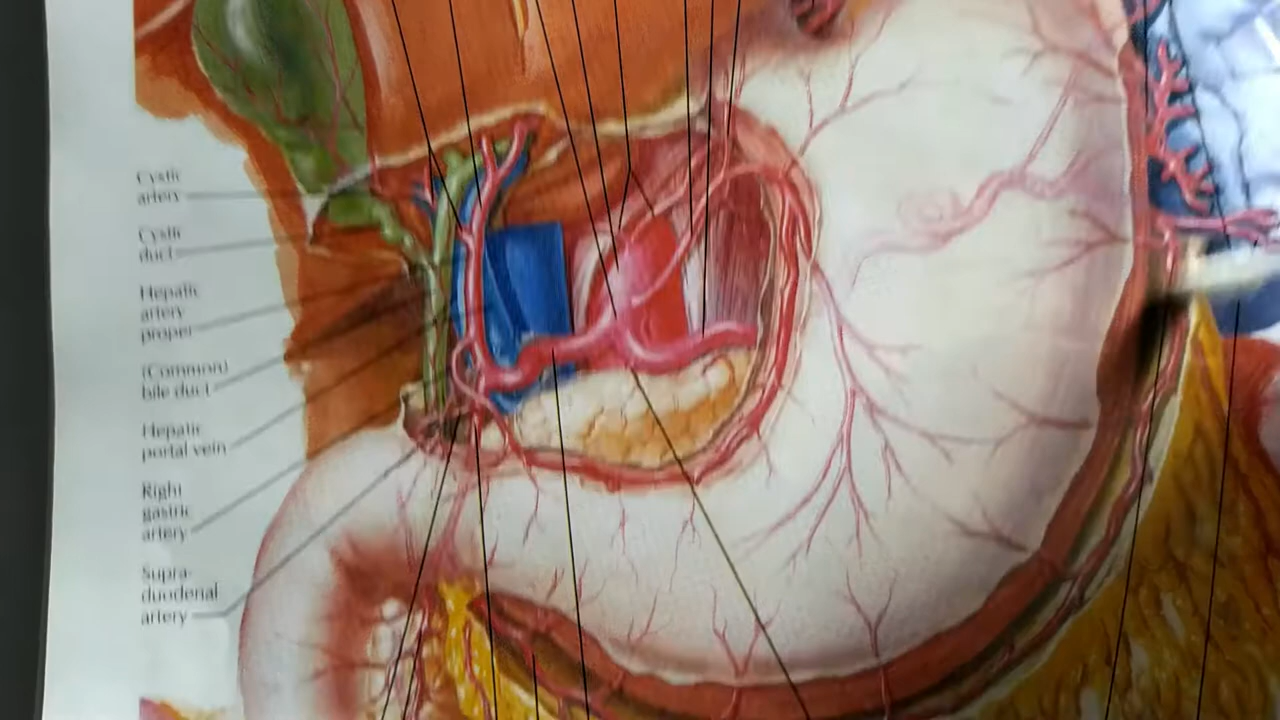 Cystic
artery
Cystic
duct
Hepatic
artery
proper
(Common)
bile duct
Hepatic
portal vein
Right
gastric
artery
Supra-
duodenal
artery